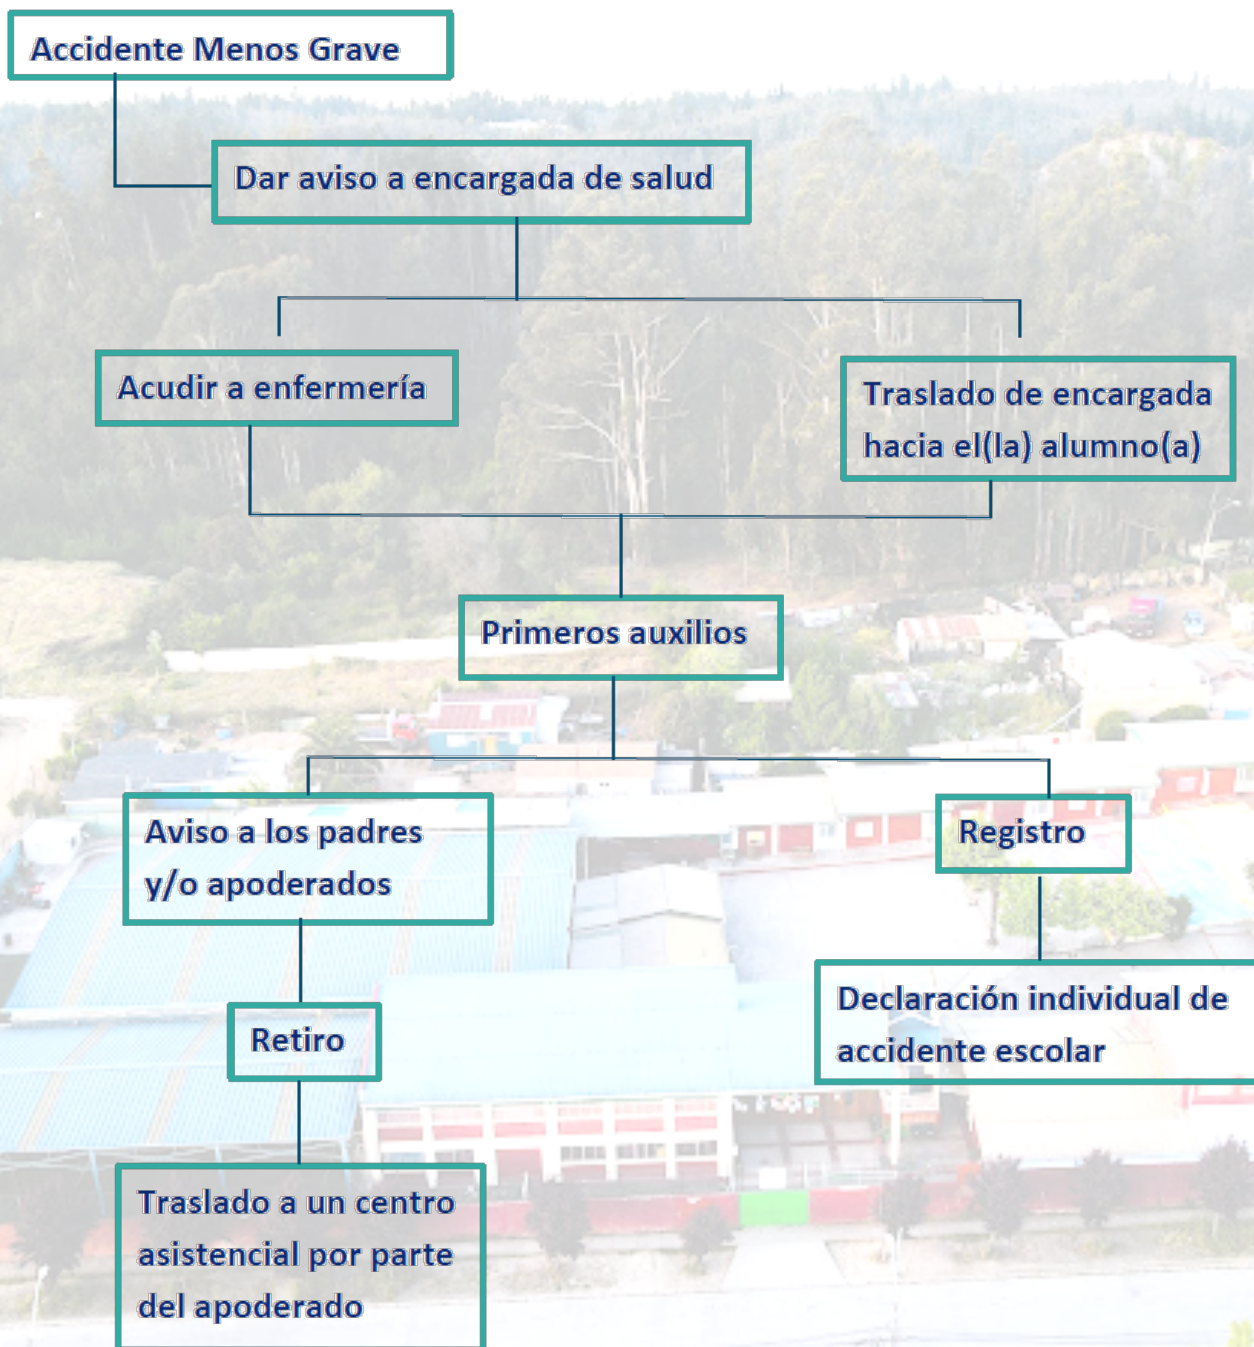 Accidente Menos Grave
Dar aviso a encargada de salud
Acudir a enfermería
Traslado de encargada
hacia el(la) alumno(a)
Primeros auxilios
Aviso a los padres
y/o apoderados
Registro
Retiro
Declaración individual de
accidente escolar
Traslado a un centro
asistencial por parte
del apoderado